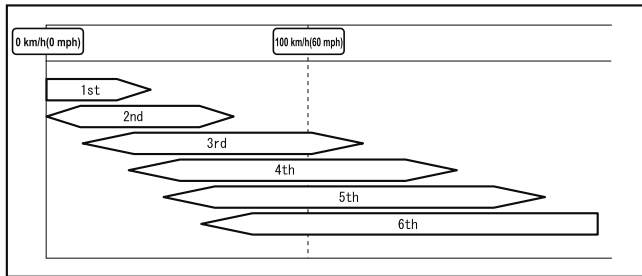 0 km/h(0 mph)
100 km/h(60 mph)
1st
2nd
3rd
4th
5th
6th